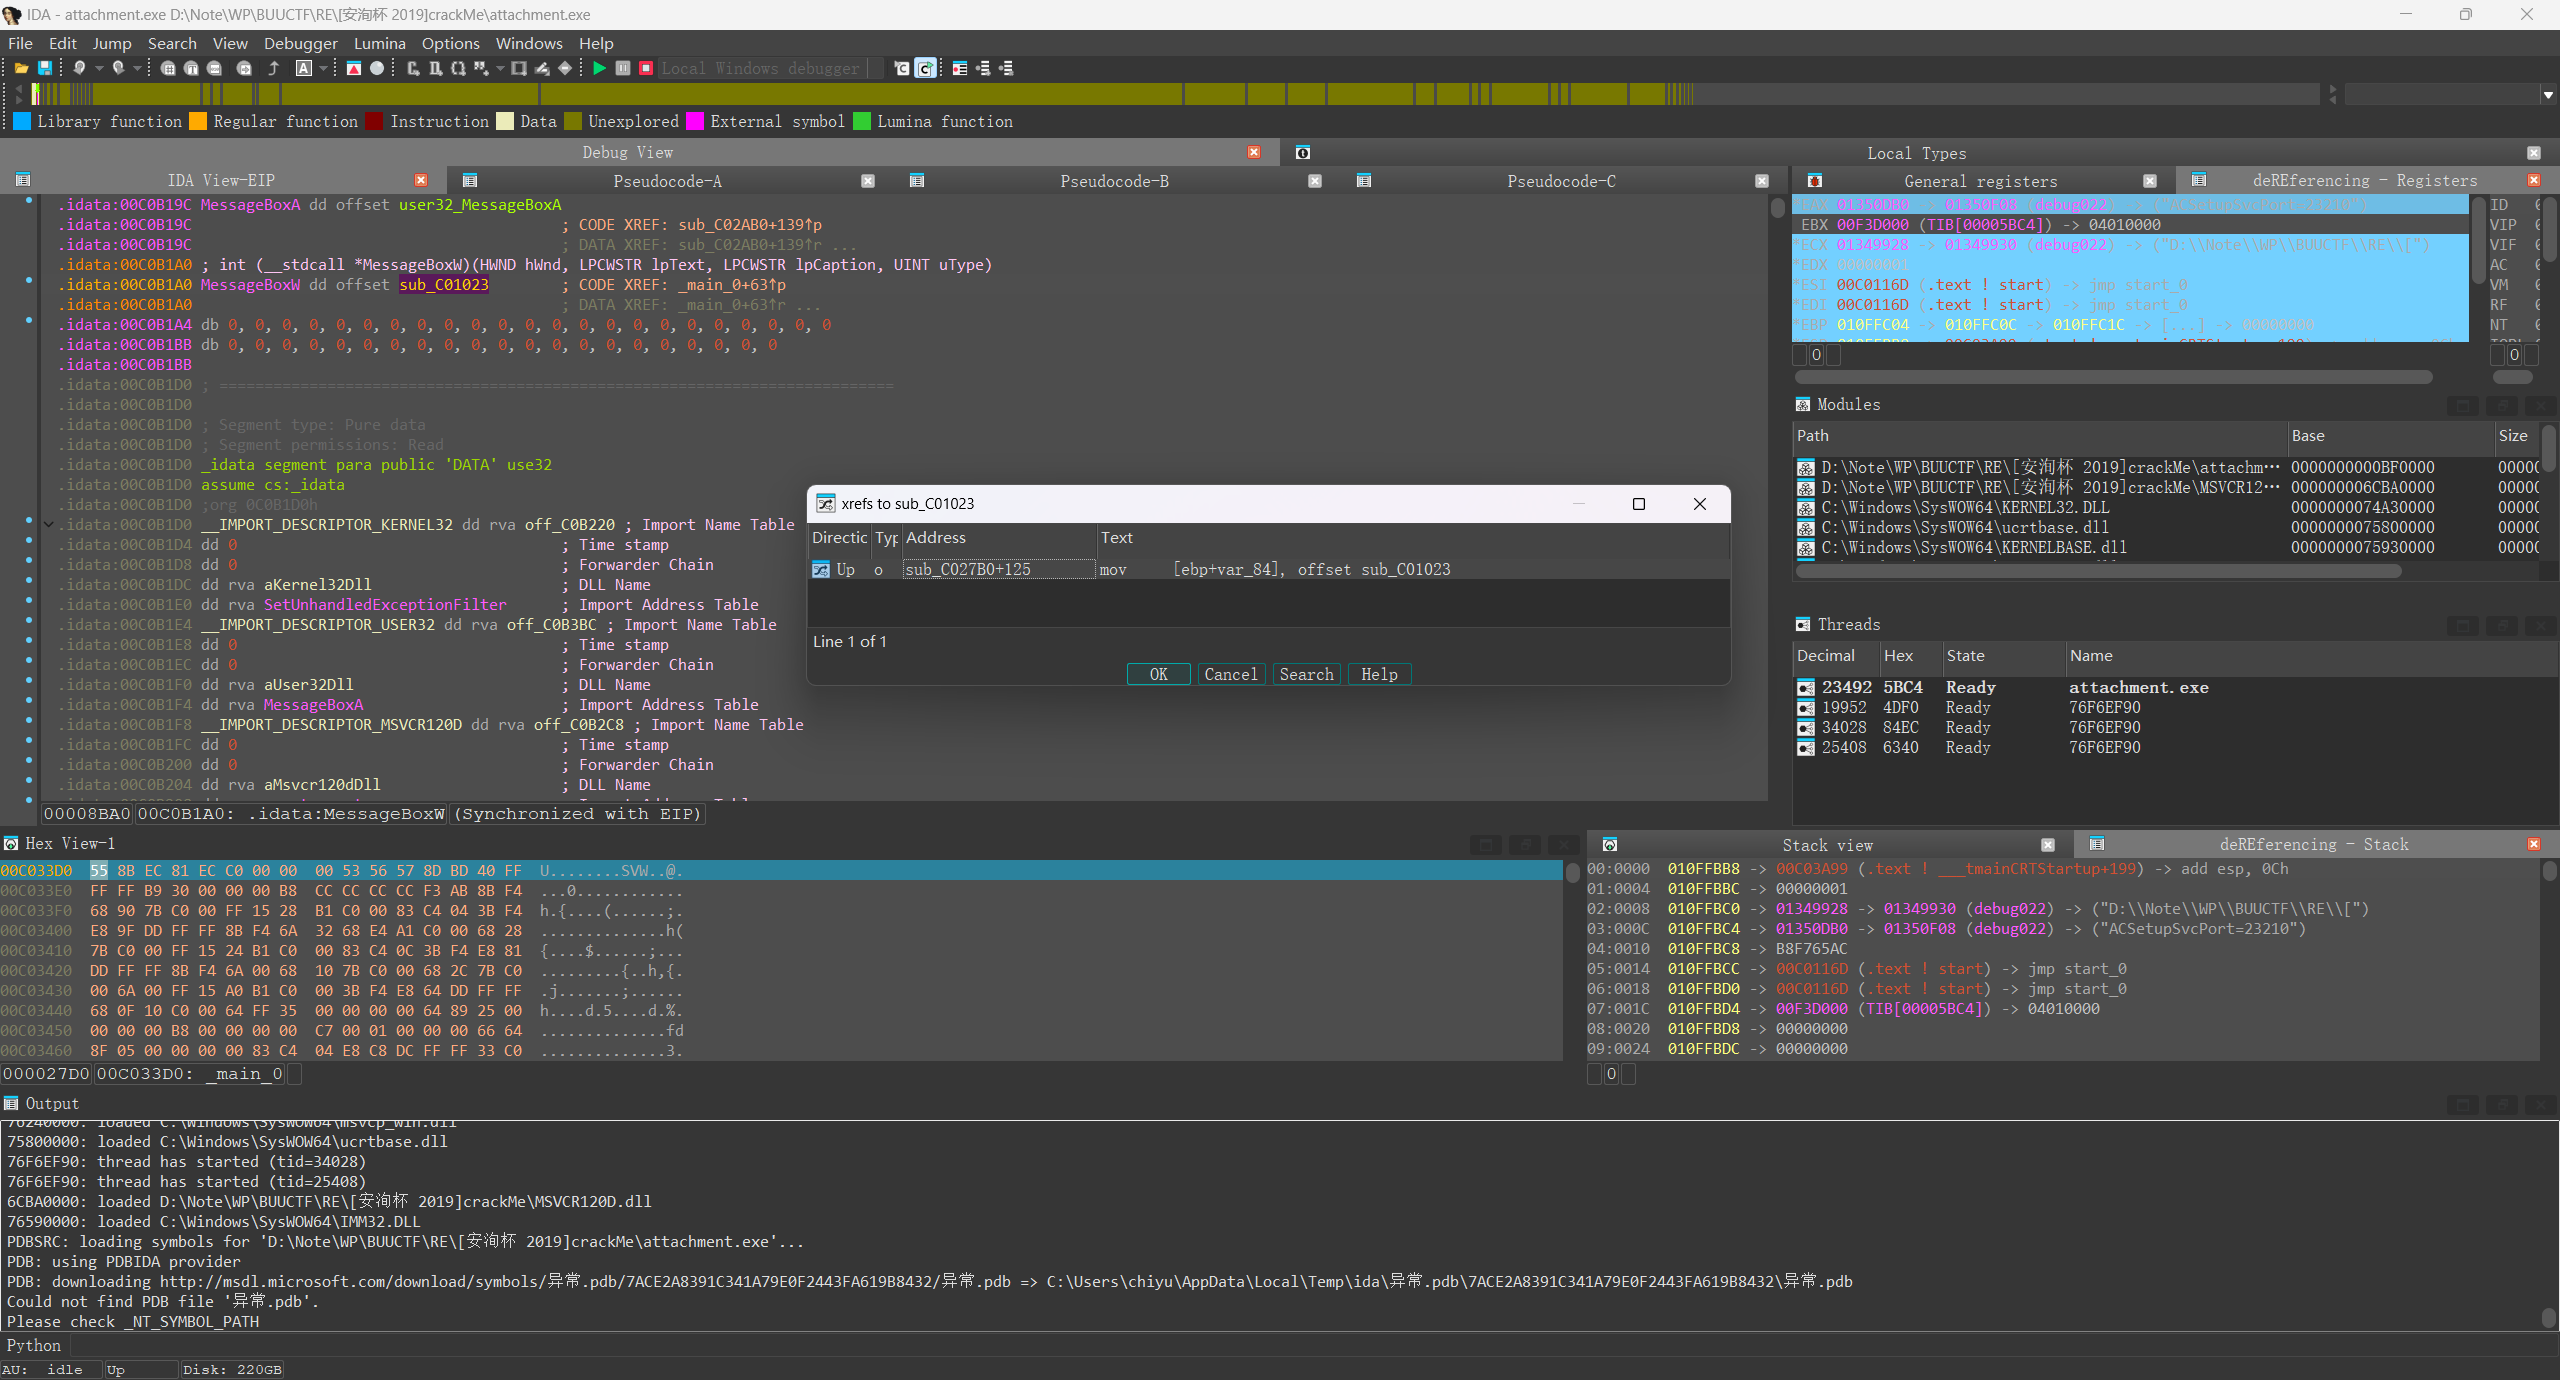 IDA - attachment.exe D:\Note\WP\BUUCTF\RE\[安洵杯 2019]crackMe\attachment.exe
File Edit Jump Search View Debugger Lumina Options Windows Help
Local Windows debugger
Library function Regular function Instruction Data Unexplored External symbol Lumina function
Debug View
Local Types
IDA View-EIP
Pseudocode-A
Pseudocode-B
Pseudocode-C
General registers
deREferencing - Registers
.idata:00C0B19C MessageBoxA dd offset user32_MessageBoxA
.idata:00C0B19C ; CODE XREF: sub_C02AB0+139↑p
.idata:00C0B19C ; DATA XREF: sub_C02AB0+139↑r ...
.idata:00C0B1A0 ; int (__stdcall *MessageBoxW)(HWND hWnd, LPCWSTR lpText, LPCWSTR lpCaption, UINT uType)
.idata:00C0B1A0 MessageBoxW dd offset sub_C01023 ; CODE XREF: _main_0+63↑p
.idata:00C0B1A0 ; DATA XREF: _main_0+63↑r ...
.idata:00C0B1A4 db 0, 0, 0, 0, 0, 0, 0, 0, 0, 0, 0, 0, 0, 0, 0, 0, 0, 0, 0, 0, 0, 0, 0
.idata:00C0B1BB db 0, 0, 0, 0, 0, 0, 0, 0, 0, 0, 0, 0, 0, 0, 0, 0, 0, 0, 0, 0, 0
.idata:00C0B1BB
.idata:00C0B1D0 ; ===========================================================================
.idata:00C0B1D0
.idata:00C0B1D0 ; Segment type: Pure data
.idata:00C0B1D0 ; Segment permissions: Read
.idata:00C0B1D0 _idata segment para public 'DATA' use32
.idata:00C0B1D0 assume cs:_idata
.idata:00C0B1D0 ;org 0C0B1D0h
.idata:00C0B1D0 __IMPORT_DESCRIPTOR_KERNEL32 dd rva off_C0B220 ; Import Name Table
.idata:00C0B1D4 dd 0 ; Time stamp
.idata:00C0B1D8 dd 0 ; Forwarder Chain
.idata:00C0B1DC dd rva aKernel32Dll ; DLL Name
.idata:00C0B1E0 dd rva SetUnhandledExceptionFilter ; Import Address Table
.idata:00C0B1E4 __IMPORT_DESCRIPTOR_USER32 dd rva off_C0B3BC ; Import Name Table
.idata:00C0B1E8 dd 0 ; Time stamp
.idata:00C0B1EC dd 0 ; Forwarder Chain
.idata:00C0B1F0 dd rva aUser32Dll ; DLL Name
.idata:00C0B1F4 dd rva MessageBoxA ; Import Address Table
.idata:00C0B1F8 __IMPORT_DESCRIPTOR_MSVCR120D dd rva off_C0B2C8 ; Import Name Table
.idata:00C0B1FC dd 0 ; Time stamp
.idata:00C0B200 dd 0 ; Forwarder Chain
.idata:00C0B204 dd rva aMsvcr120dDll ; DLL Name
00008BA0 00C0B1A0: .idata:MessageBoxW (Synchronized with EIP)
xrefs to sub_C01023
Directic Typ Address Text
Up o sub_C027B0+125 mov [ebp+var_84], offset sub_C01023
Line 1 of 1
OK Cancel Search Help
*EAX 01350DB0 -> 01350F08 (debug022) -> ("ACSetupSvcPort=23210")
EBX 00F3D000 (TIB[00005BC4]) -> 04010000
*ECX 01349928 -> 01349930 (debug022) -> ("D:\\Note\\WP\\BUUCTF\\RE\\[")
*EDX 00000001
*ESI 00C0116D (.text ! start) -> jmp start_0
*EDI 00C0116D (.text ! start) -> jmp start_0
*EBP 010FFC04 -> 010FFC0C -> 010FFC1C -> [...] -> 00000000
ID
VIP
VIF
AC
VM
RF
NT
0
0
Modules
Path Base Size
D:\Note\WP\BUUCTF\RE\[安洵杯 2019]crackMe\attachm··· 0000000000BF0000 0000
D:\Note\WP\BUUCTF\RE\[安洵杯 2019]crackMe\MSVCR12··· 000000006CBA0000 0000
C:\Windows\SysWOW64\KERNEL32.DLL 0000000074A30000 0000
C:\Windows\SysWOW64\ucrtbase.dll 0000000075800000 0000
C:\Windows\SysWOW64\KERNELBASE.dll 0000000075930000 0000
Threads
Decimal Hex State Name
23492 5BC4 Ready attachment.exe
19952 4DF0 Ready 76F6EF90
34028 84EC Ready 76F6EF90
25408 6340 Ready 76F6EF90
Hex View-1
00C033D0 55 8B EC 81 EC C0 00 00 00 53 56 57 8D BD 40 FF U........SVW..@.
00C033E0 FF FF B9 30 00 00 00 B8 CC CC CC CC F3 AB 8B F4 ...0............
00C033F0 68 90 7B C0 00 FF 15 28 B1 C0 00 83 C4 04 3B F4 h.{....(......;.
00C03400 E8 9F DD FF FF 8B F4 6A 32 68 E4 A1 C0 00 68 28 ..............h(
00C03410 7B C0 00 FF 15 24 B1 C0 00 83 C4 0C 3B F4 E8 81 {....$......;...
00C03420 DD FF FF 8B F4 6A 00 68 10 7B C0 00 68 2C 7B C0 .........{..h,{.
00C03430 00 6A 00 FF 15 A0 B1 C0 00 3B F4 E8 64 DD FF FF .j.......;......
00C03440 68 0F 10 C0 00 64 FF 35 00 00 00 00 64 89 25 00 h....d.5....d.%.
00C03450 00 00 00 B8 00 00 00 00 C7 00 01 00 00 00 66 64 ..............fd
00C03460 8F 05 00 00 00 00 83 C4 04 E8 C8 DC FF FF 33 C0 ..............3.
000027D0 00C033D0: _main_0
Stack view
deREferencing - Stack
00:0000 010FFBB8 -> 00C03A99 (.text ! ___tmainCRTStartup+199) -> add esp, 0Ch
01:0004 010FFBBC -> 00000001
02:0008 010FFBC0 -> 01349928 -> 01349930 (debug022) -> ("D:\\Note\\WP\\BUUCTF\\RE\\[")
03:000C 010FFBC4 -> 01350DB0 -> 01350F08 (debug022) -> ("ACSetupSvcPort=23210")
04:0010 010FFBC8 -> B8F765AC
05:0014 010FFBCC -> 00C0116D (.text ! start) -> jmp start_0
06:0018 010FFBD0 -> 00C0116D (.text ! start) -> jmp start_0
07:001C 010FFBD4 -> 00F3D000 (TIB[00005BC4]) -> 04010000
08:0020 010FFBD8 -> 00000000
09:0024 010FFBDC -> 00000000
0
Output
76240000: loaded C:\Windows\SysWOW64\msvcp_win.dll
75800000: loaded C:\Windows\SysWOW64\ucrtbase.dll
76F6EF90: thread has started (tid=34028)
76F6EF90: thread has started (tid=25408)
6CBA0000: loaded D:\Note\WP\BUUCTF\RE\[安洵杯 2019]crackMe\MSVCR120D.dll
76590000: loaded C:\Windows\SysWOW64\IMM32.DLL
PDBSRC: loading symbols for 'D:\Note\WP\BUUCTF\RE\[安洵杯 2019]crackMe\attachment.exe'...
PDB: using PDBIDA provider
PDB: downloading http://msdl.microsoft.com/download/symbols/异常.pdb/7ACE2A8391C341A79E0F2443FA619B8432/异常.pdb => C:\Users\chiyu\AppData\Local\Temp\ida\异常.pdb\7ACE2A8391C341A79E0F2443FA619B8432\异常.pdb
Could not find PDB file '异常.pdb'.
Please check _NT_SYMBOL_PATH
Python
AU: idle Up Disk: 220GB